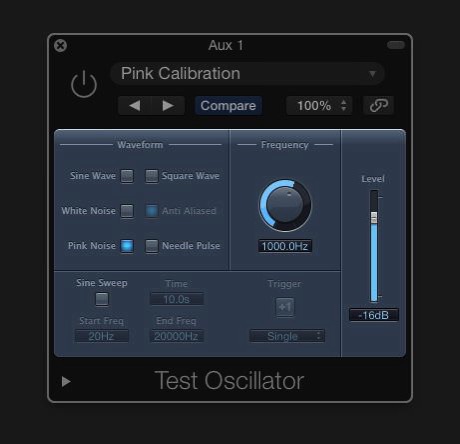 Aux 1
Pink Calibration
Compare
100%
Waveform
Frequency
Level
Sine Wave
Square Wave
White Noise
Anti Aliased
Pink Noise
Needle Pulse
1000.0Hz
Sine Sweep
Time
Trigger
10.0s
+1
Start Freq
End Freq
20Hz
20000Hz
Single
-16dB
Test Oscillator